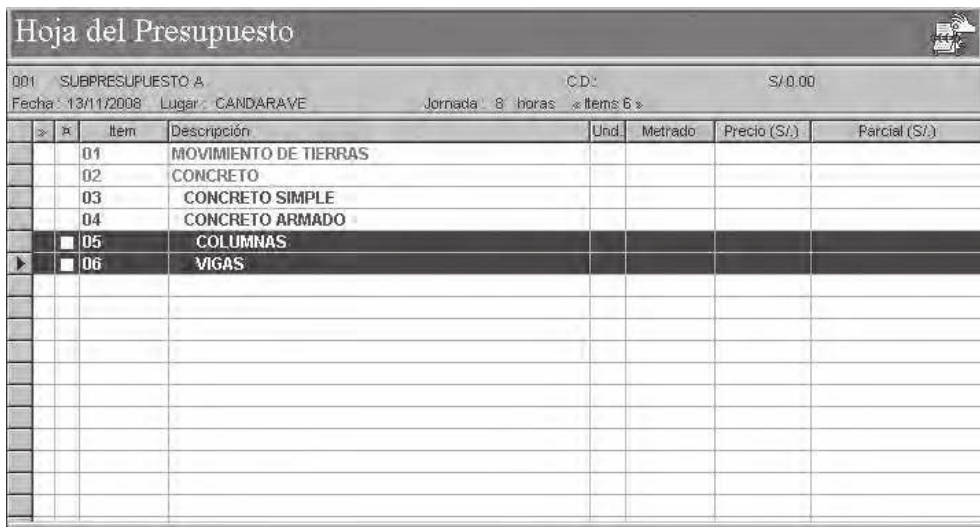 Hoja del Presupuesto
001 SUBPRESUPUESTO A C.D.: S/.0.00
Fecha : 13/11/2008 Lugar : CANDARAVE Jornada : 8 horas « Items 6 »
» ¤ Item Descripción Und. Metrado Precio (S/.) Parcial (S/.)
01 MOVIMIENTO DE TIERRAS
02 CONCRETO
03 CONCRETO SIMPLE
04 CONCRETO ARMADO
05 COLUMNAS
06 VIGAS